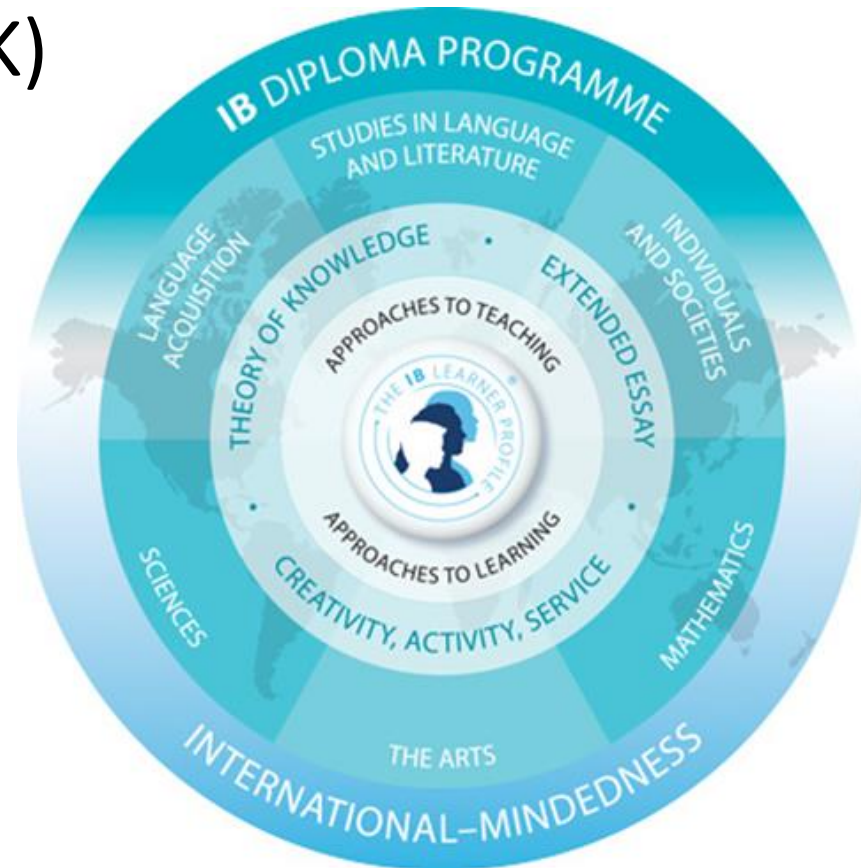 K)
IB DIPLOMA PROGRAMME
STUDIES IN LANGUAGE
AND LITERATURE
LANGUAGE
ACQUISITION
INDIVIDUALS
AND SOCIETIES
THEORY OF KNOWLEDGE
•
EXTENDED ESSAY
APPROACHES TO TEACHING
THE IB LEARNER PROFILE
®
APPROACHES TO LEARNING
•
CREATIVITY, ACTIVITY, SERVICE
•
SCIENCES
MATHEMATICS
THE ARTS
INTERNATIONAL–MINDEDNESS